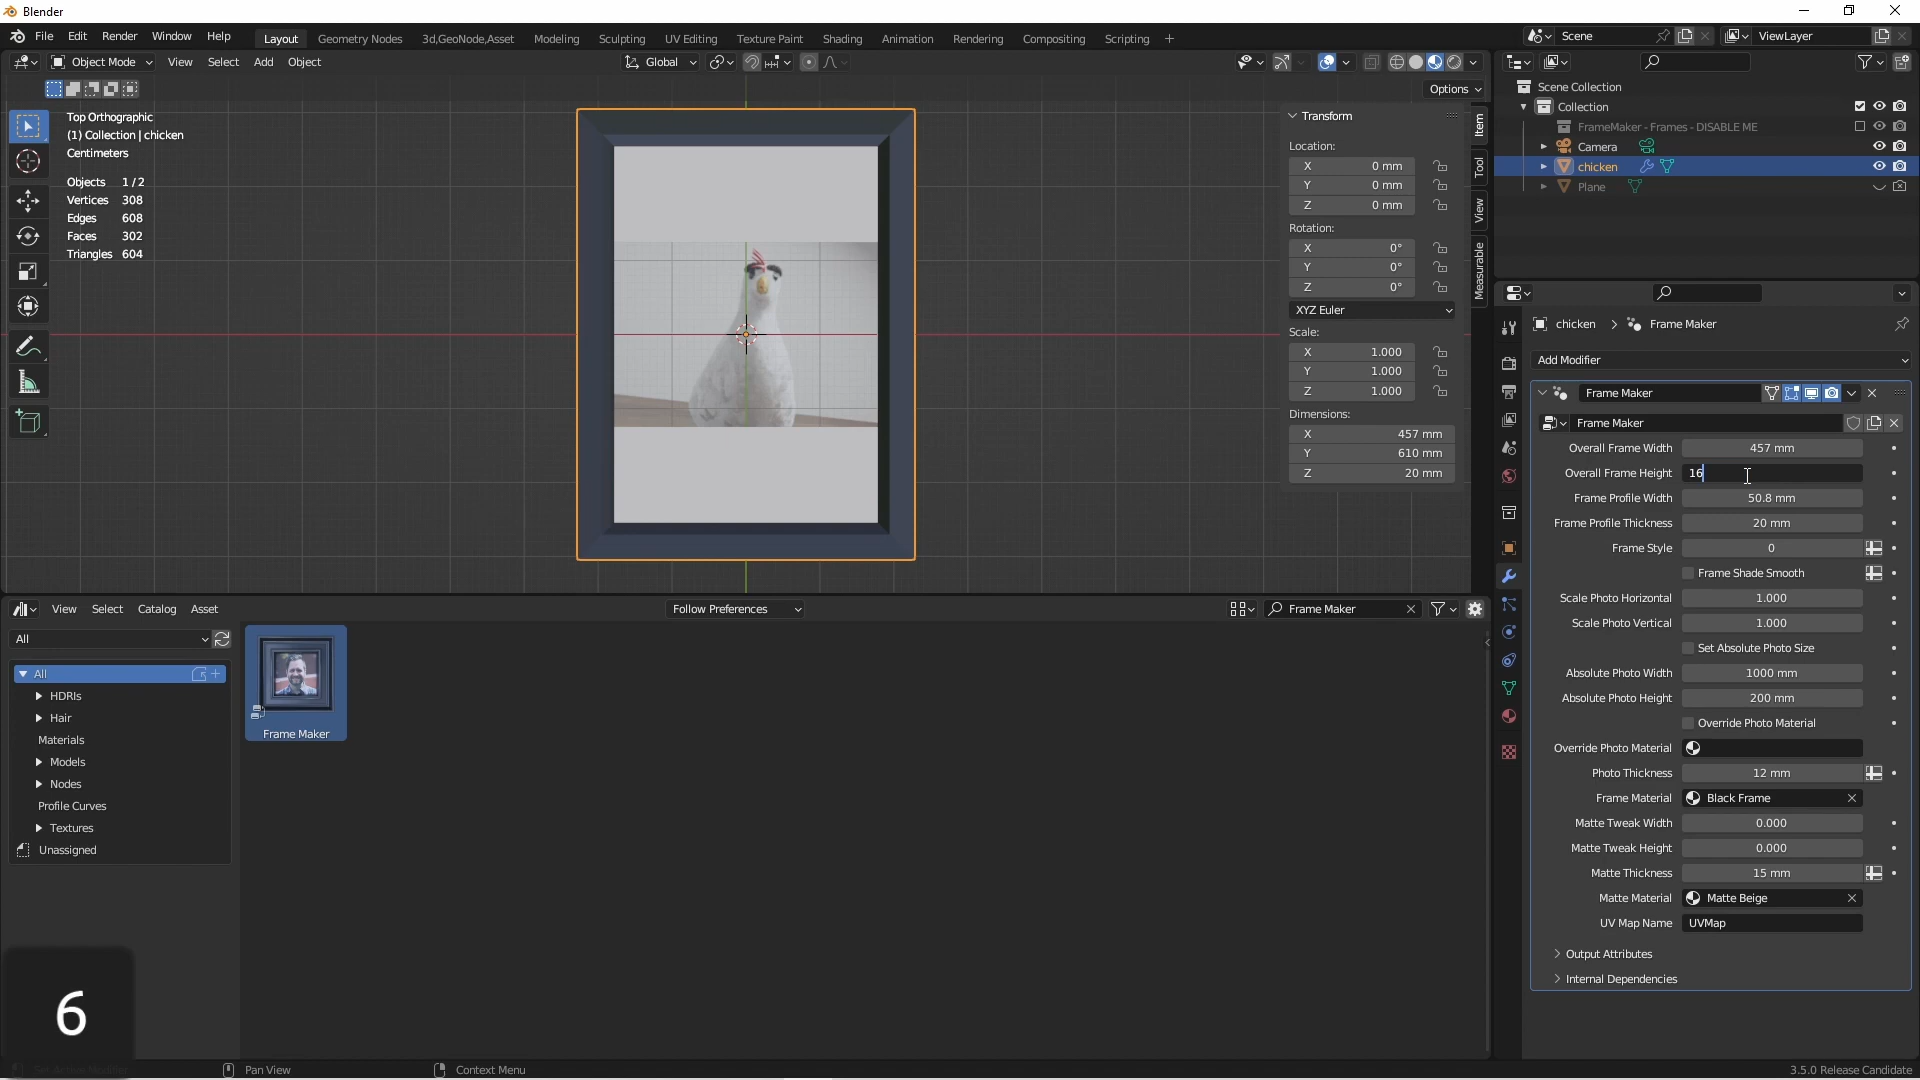 Blender
File Edit Render Window Help Layout Geometry Nodes 3d,GeoNode,Asset Modeling Sculpting UV Editing Texture Paint Shading Animation Rendering Compositing Scripting + Scene ViewLayer
Object Mode View Select Add Object Global
Options
Top Orthographic
(1) Collection | chicken
Centimeters
Objects 1/2
Vertices 308
Edges 608
Faces 302
Triangles 604
Transform
Location:
X 0 mm
Y 0 mm
Z 0 mm
Rotation:
X 0°
Y 0°
Z 0°
XYZ Euler
Scale:
X 1.000
Y 1.000
Z 1.000
Dimensions:
X 457 mm
Y 610 mm
Z 20 mm
Item
Tool
View
Measurable
Scene Collection
Collection
FrameMaker - Frames - DISABLE ME
Camera
chicken
Plane
chicken > Frame Maker
Add Modifier
Frame Maker
Frame Maker
Overall Frame Width 457 mm
Overall Frame Height 16
Frame Profile Width 50.8 mm
Frame Profile Thickness 20 mm
Frame Style 0
Frame Shade Smooth
Scale Photo Horizontal 1.000
Scale Photo Vertical 1.000
Set Absolute Photo Size
Absolute Photo Width 1000 mm
Absolute Photo Height 200 mm
Override Photo Material
Override Photo Material
Photo Thickness 12 mm
Frame Material Black Frame
Matte Tweak Width 0.000
Matte Tweak Height 0.000
Matte Thickness 15 mm
Matte Material Matte Beige
UV Map Name UVMap
Output Attributes
Internal Dependencies
View Select Catalog Asset Follow Preferences Frame Maker
All
All
HDRIs
Hair
Materials
Models
Nodes
Profile Curves
Textures
Unassigned
Frame Maker
6
Set Active Modifier Pan View Context Menu 3.5.0 Release Candidate